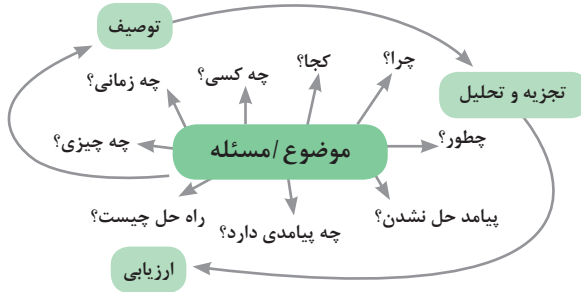 توصیف
چرا؟
کجا؟
چه کسی؟
چه زمانی؟
تجزیه و تحلیل
چطور؟
موضوع/مسئله
چه چیزی؟
پیامد حل نشدن؟
چه پیامدی دارد؟
راه حل چیست؟
ارزیابی